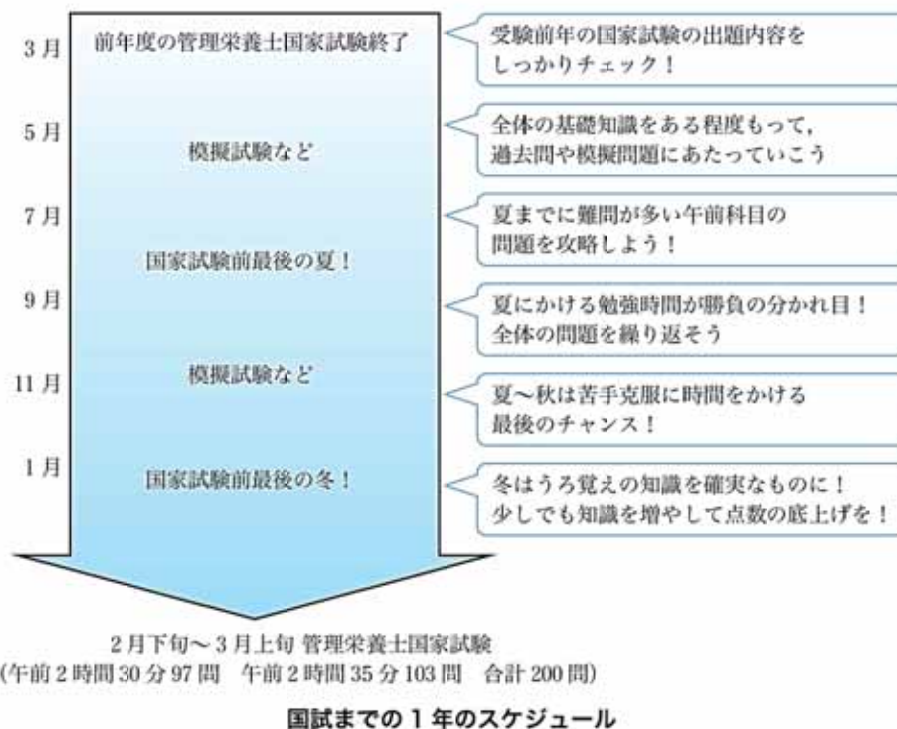 3月
前年度の管理栄養士国家試験終了
受験前年の国家試験の出題内容を
しっかりチェック！
5月
模擬試験など
全体の基礎知識をある程度もって，
過去問や模擬問題にあたっていこう
7月
国家試験前最後の夏！
夏までに難問が多い午前科目の
問題を攻略しよう！
9月
夏にかける勉強時間が勝負の分かれ目！
全体の問題を繰り返そう
11月
模擬試験など
夏～秋は苦手克服に時間をかける
最後のチャンス！
1月
国家試験前最後の冬！
冬はうろ覚えの知識を確実なものに！
少しでも知識を増やして点数の底上げを！
2月下旬～3月上旬 管理栄養士国家試験
(午前2時間30分97問　午前2時間35分103問　合計200問)
国試までの1年のスケジュール